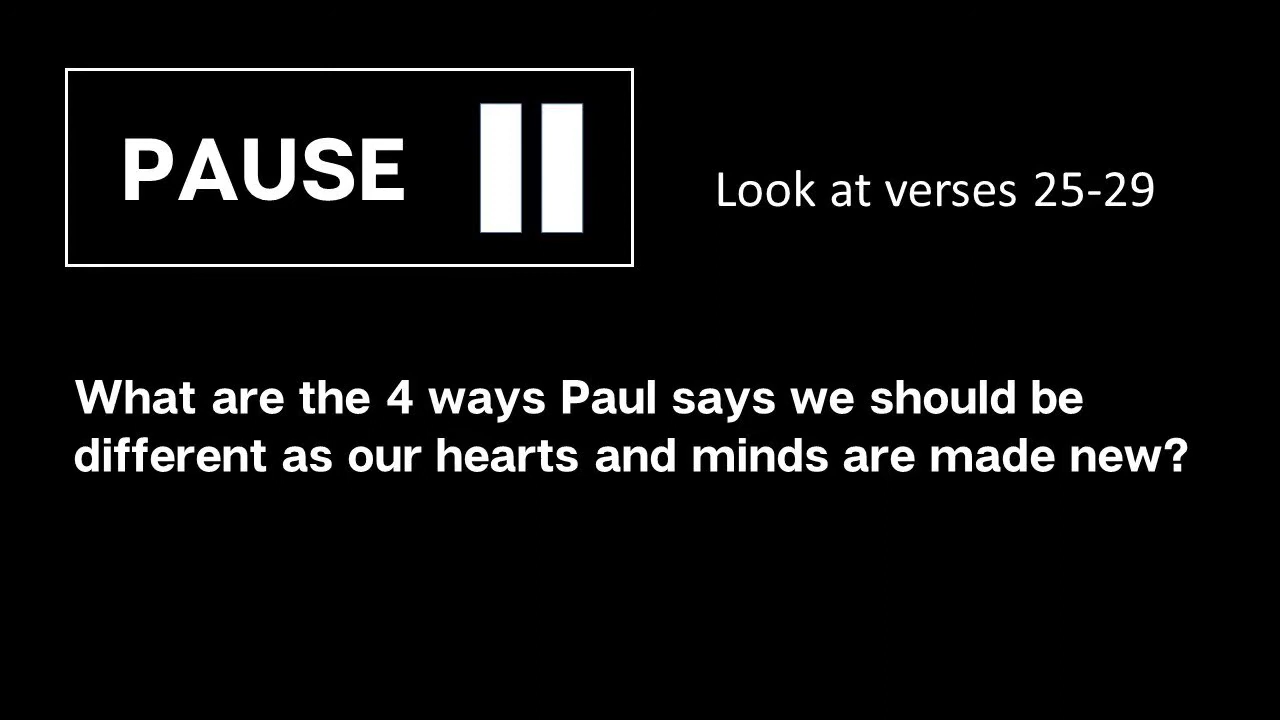 PAUSE
Look at verses 25-29
What are the 4 ways Paul says we should be
different as our hearts and minds are made new?